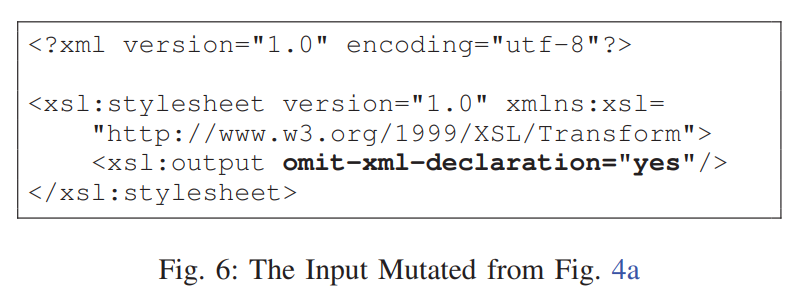 <?xml version="1.0" encoding="utf-8"?>
<xsl:stylesheet version="1.0" xmlns:xsl=
"http://www.w3.org/1999/XSL/Transform">
<xsl:output omit-xml-declaration="yes"/>
</xsl:stylesheet>
Fig. 6: The Input Mutated from Fig. 4a